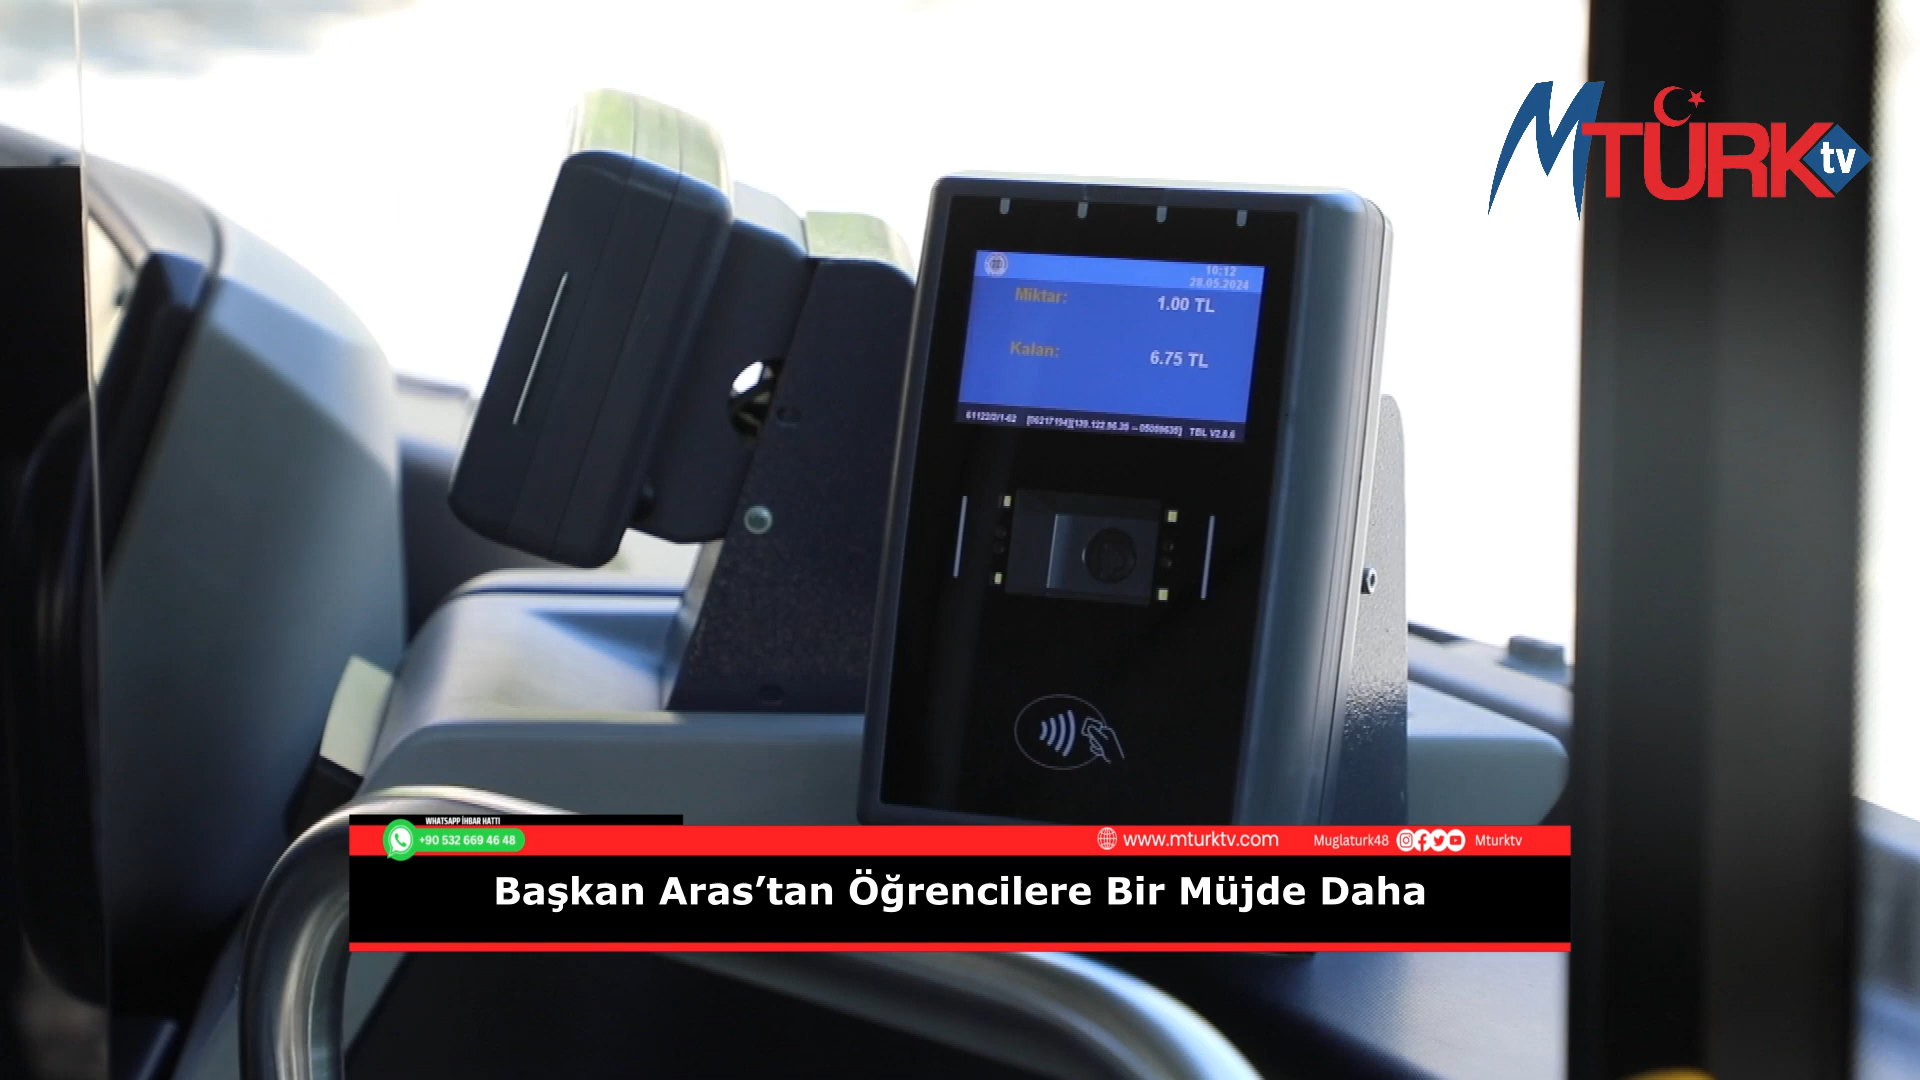 MTÜRK tv
10:12
28.05.2024
Miktar: 1.00 TL
Kalan: 6.75 TL
TBL V2.8.6
WHATSAPP İHBAR HATTI
+90 532 669 46 48
www.mturktv.com
Muglaturk48
Mturktv
Başkan Aras’tan Öğrencilere Bir Müjde Daha